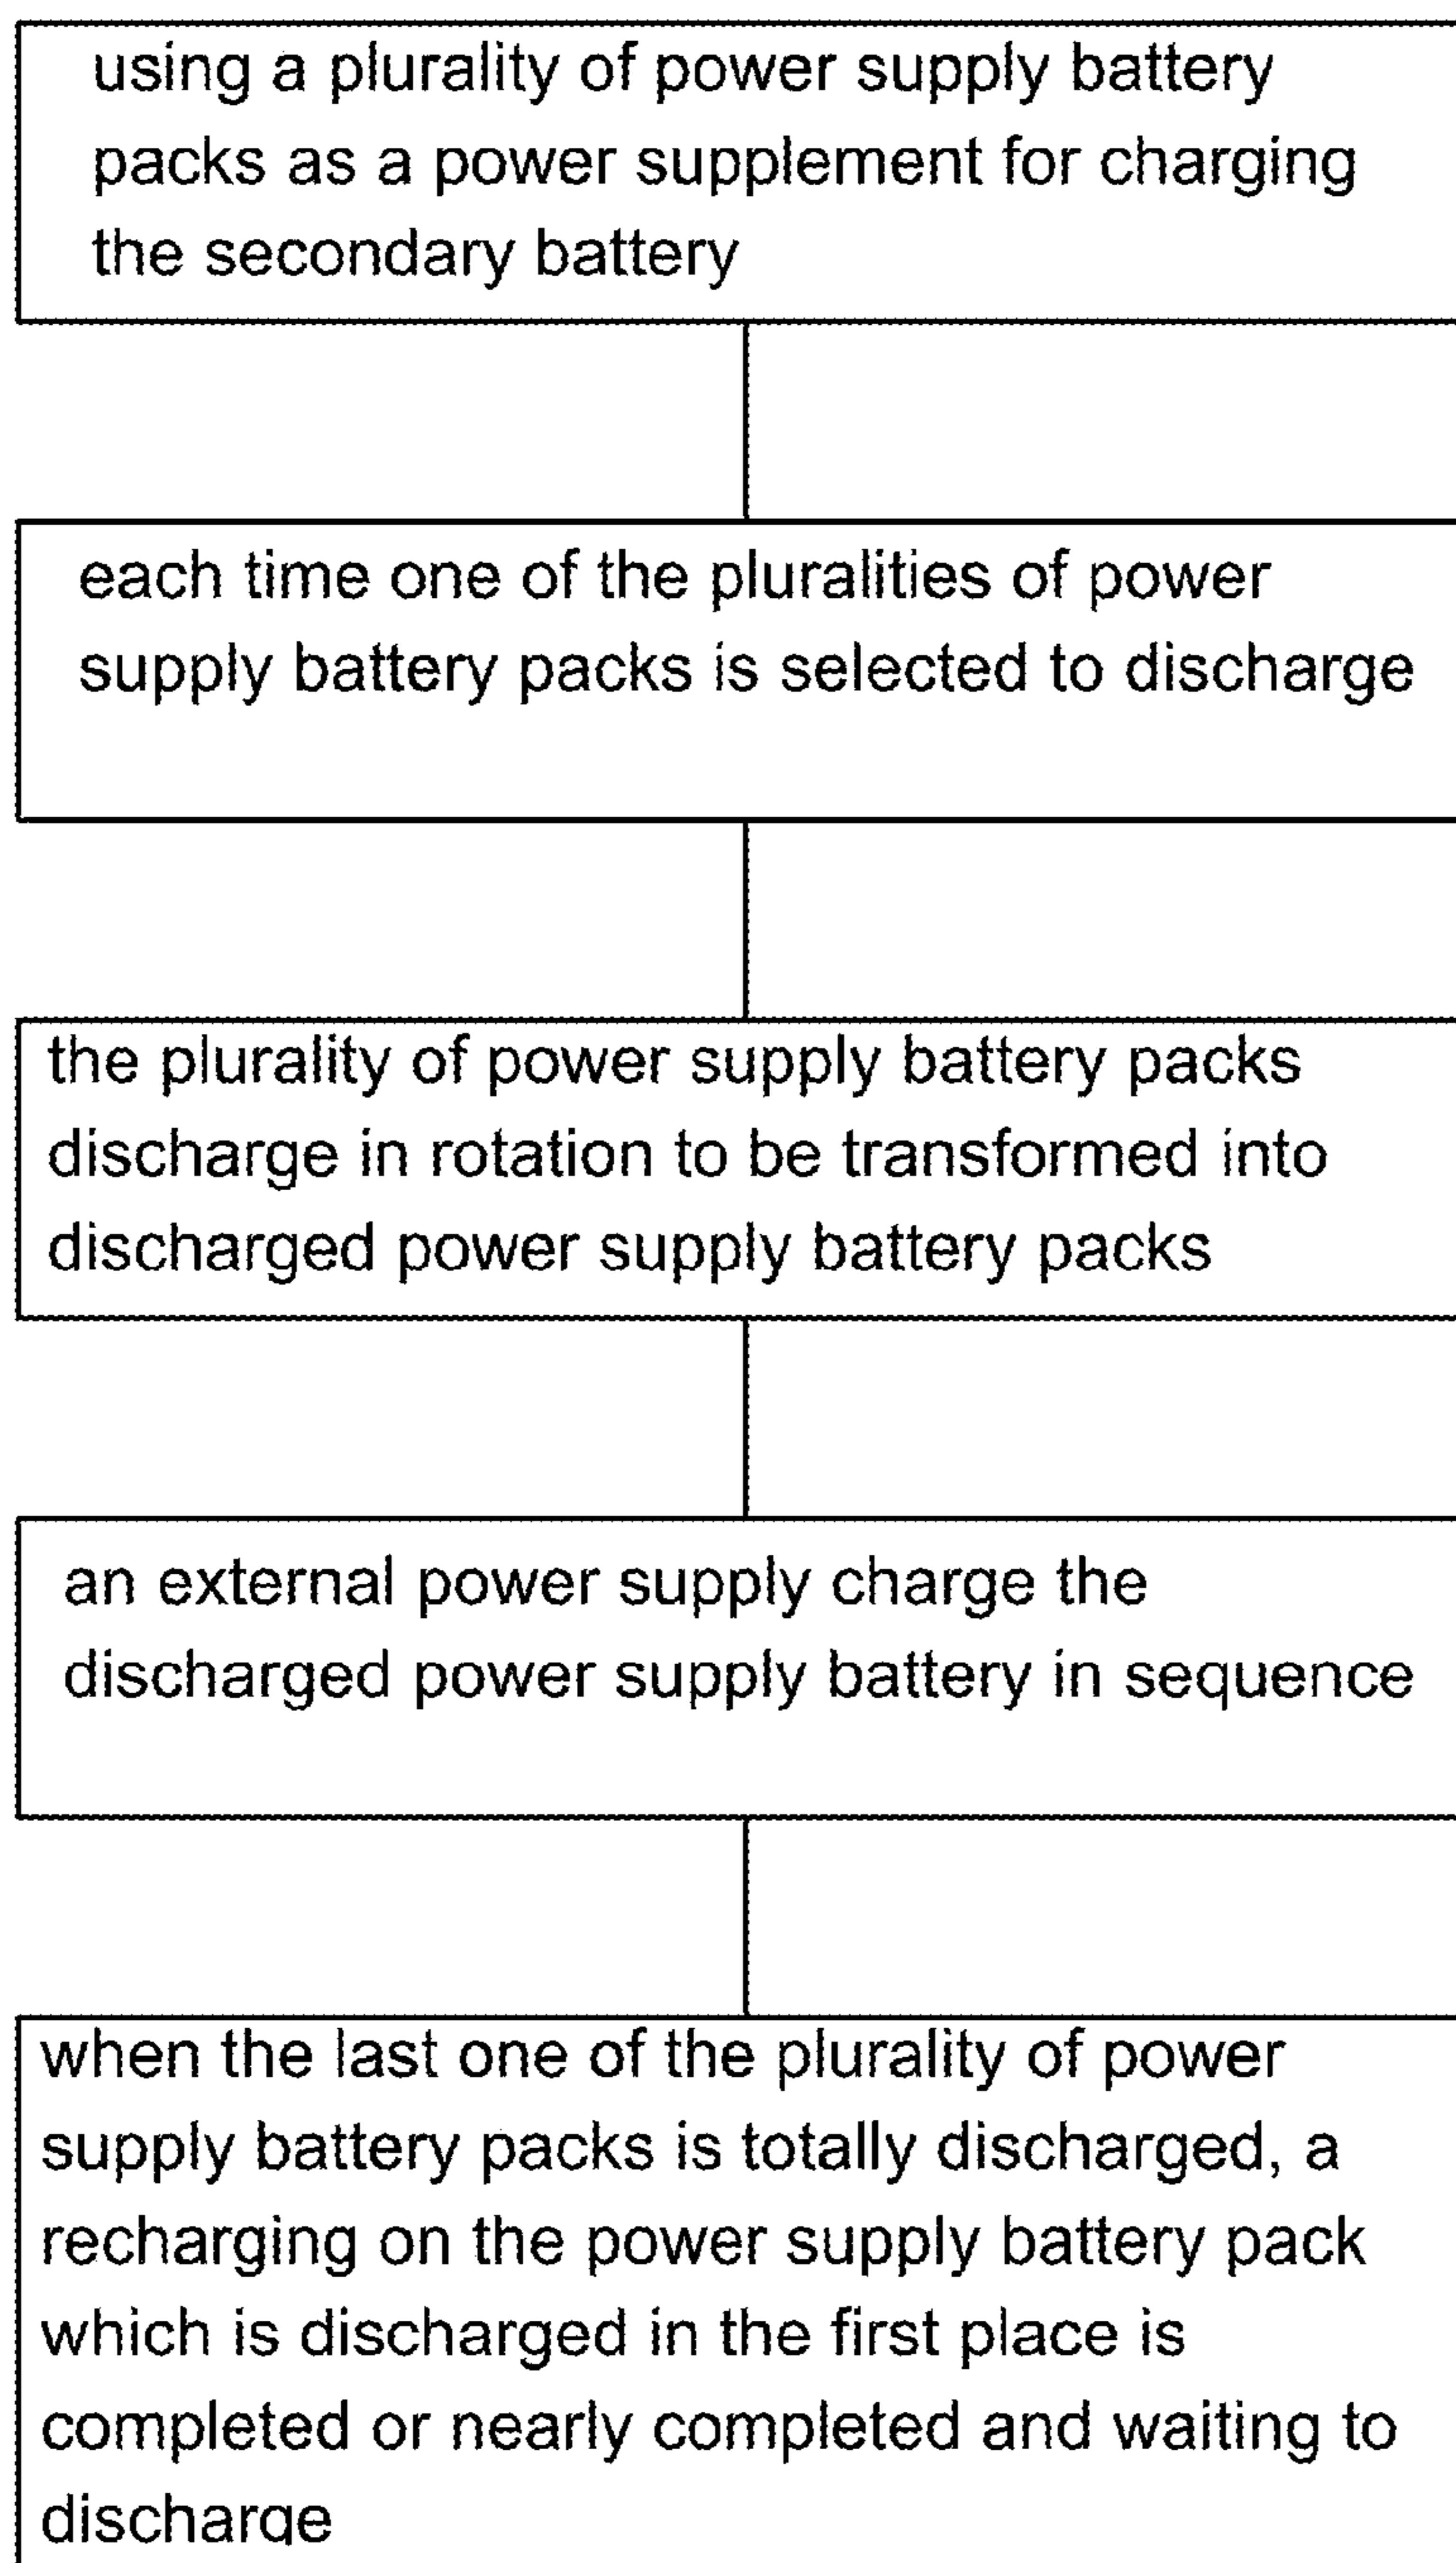 using a plurality of power supply battery
packs as a power supplement for charging
the secondary battery
each time one of the pluralities of power
supply battery packs is selected to discharge
the plurality of power supply battery packs
discharge in rotation to be transformed into
discharged power supply battery packs
an external power supply charge the
discharged power supply battery in sequence
when the last one of the plurality of power
supply battery packs is totally discharged, a
recharging on the power supply battery pack
which is discharged in the first place is
completed or nearly completed and waiting to
discharge